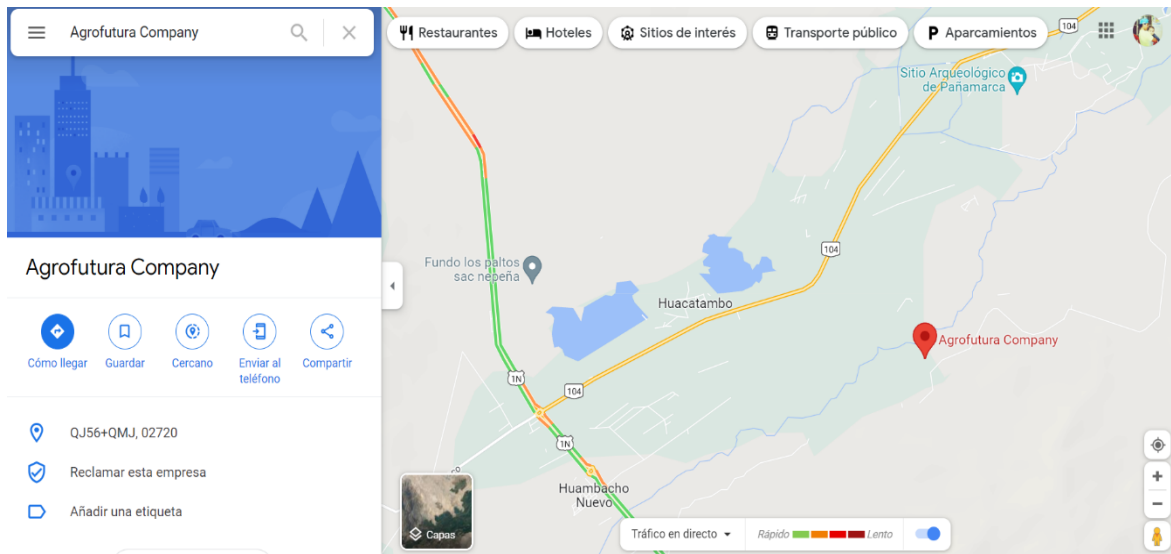 Agrofutura Company
Restaurantes
Hoteles
Sitios de interés
Transporte público
P Aparcamientos
104
Sitio Arqueológico
de Pañamarca
Agrofutura Company
Cómo llegar
Guardar
Cercano
Enviar al
teléfono
Compartir
QJ56+QMJ, 02720
Reclamar esta empresa
Añadir una etiqueta
Fundo los paltos
sac nepeña
104
Huacatambo
Agrofutura Company
1N
104
1N
Huambacho
Nuevo
Capas
Tráfico en directo
Rápido
Lento